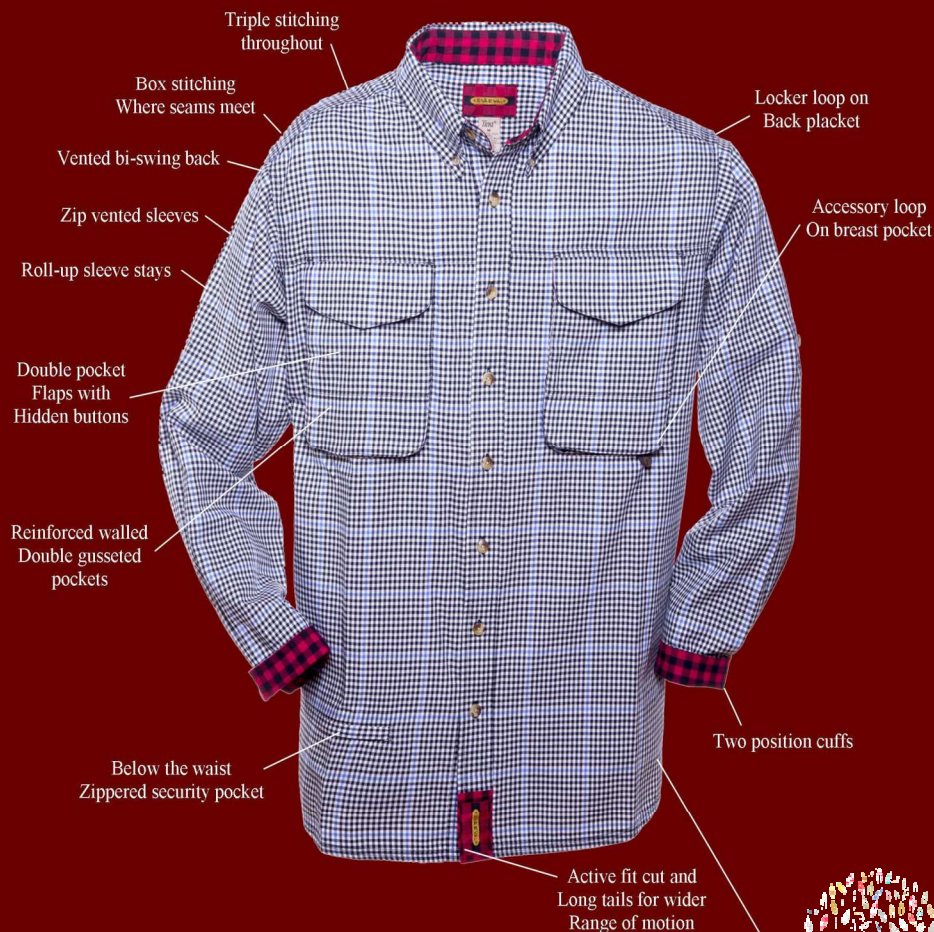 Triple stitching
throughout
Box stitching
Where seams meet
Vented bi-swing back
Zip vented sleeves
Roll-up sleeve stays
Double pocket
Flaps with
Hidden buttons
Reinforced walled
Double gusseted
pockets
Below the waist
Zippered security pocket
Locker loop on
Back placket
Accessory loop
On breast pocket
Two position cuffs
Active fit cut and
Long tails for wider
Range of motion